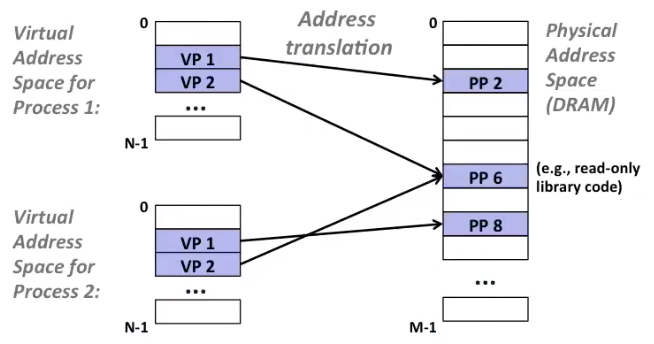 Virtual
Address
Space for
Process 1:
0
VP 1
VP 2
...
N-1
Address
translation
0
PP 2
PP 6
PP 8
...
M-1
Physical
Address
Space
(DRAM)
(e.g., read-only
library code)
Virtual
Address
Space for
Process 2:
0
VP 1
VP 2
...
N-1